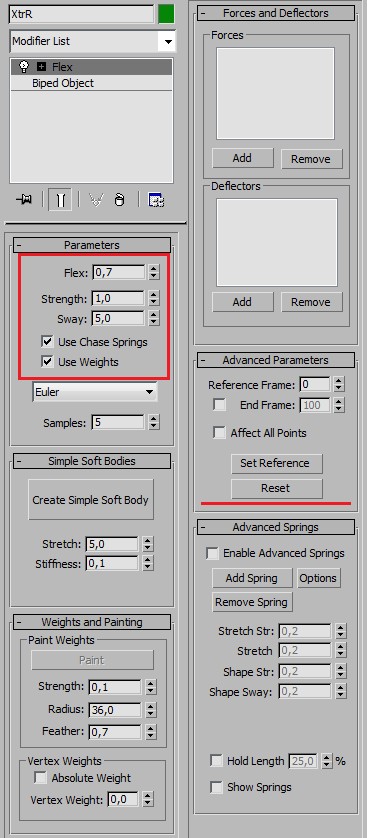 XtrR
Modifier List
Flex
Biped Object
Parameters
Flex: 0,7
Strength: 1,0
Sway: 5,0
Use Chase Springs
Use Weights
Euler
Samples: 5
Simple Soft Bodies
Create Simple Soft Body
Stretch: 5,0
Stiffness: 0,1
Weights and Painting
Paint Weights
Paint
Strength: 0,1
Radius: 36,0
Feather: 0,7
Vertex Weights
Absolute Weight
Vertex Weight: 0,0
Forces and Deflectors
Forces
Add Remove
Deflectors
Add Remove
Advanced Parameters
Reference Frame: 0
End Frame: 100
Affect All Points
Set Reference
Reset
Advanced Springs
Enable Advanced Springs
Add Spring Options
Remove Spring
Stretch Str: 0,2
Stretch 0,2
Shape Str: 0,2
Shape Sway: 0,2
Hold Length 25,0 %
Show Springs